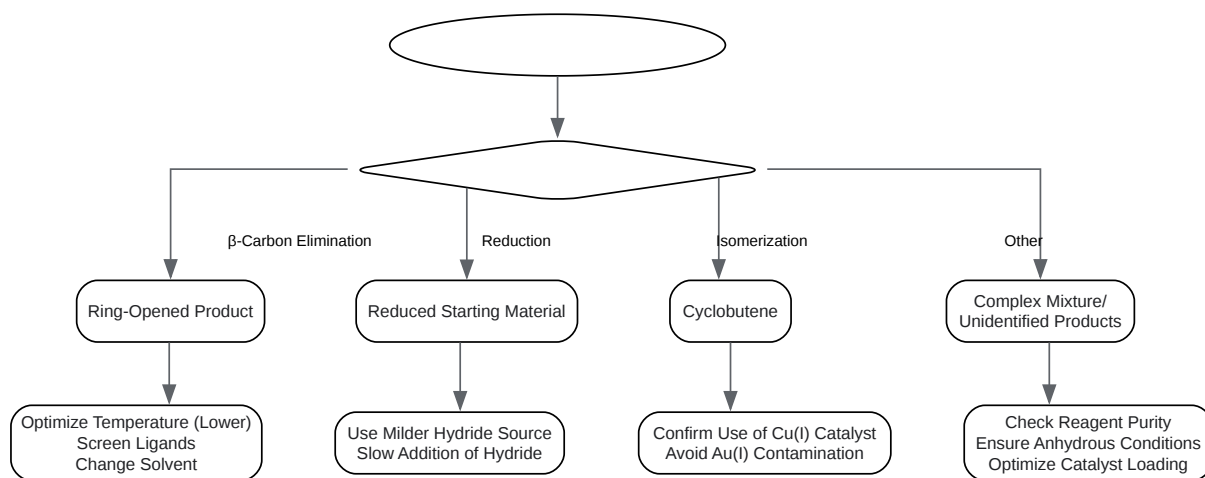 β-Carbon Elimination
Reduction
Isomerization
Other
Ring-Opened Product
Reduced Starting Material
Cyclobutene
Complex Mixture/
Unidentified Products
Optimize Temperature (Lower)
Screen Ligands
Change Solvent
Use Milder Hydride Source
Slow Addition of Hydride
Confirm Use of Cu(I) Catalyst
Avoid Au(I) Contamination
Check Reagent Purity
Ensure Anhydrous Conditions
Optimize Catalyst Loading